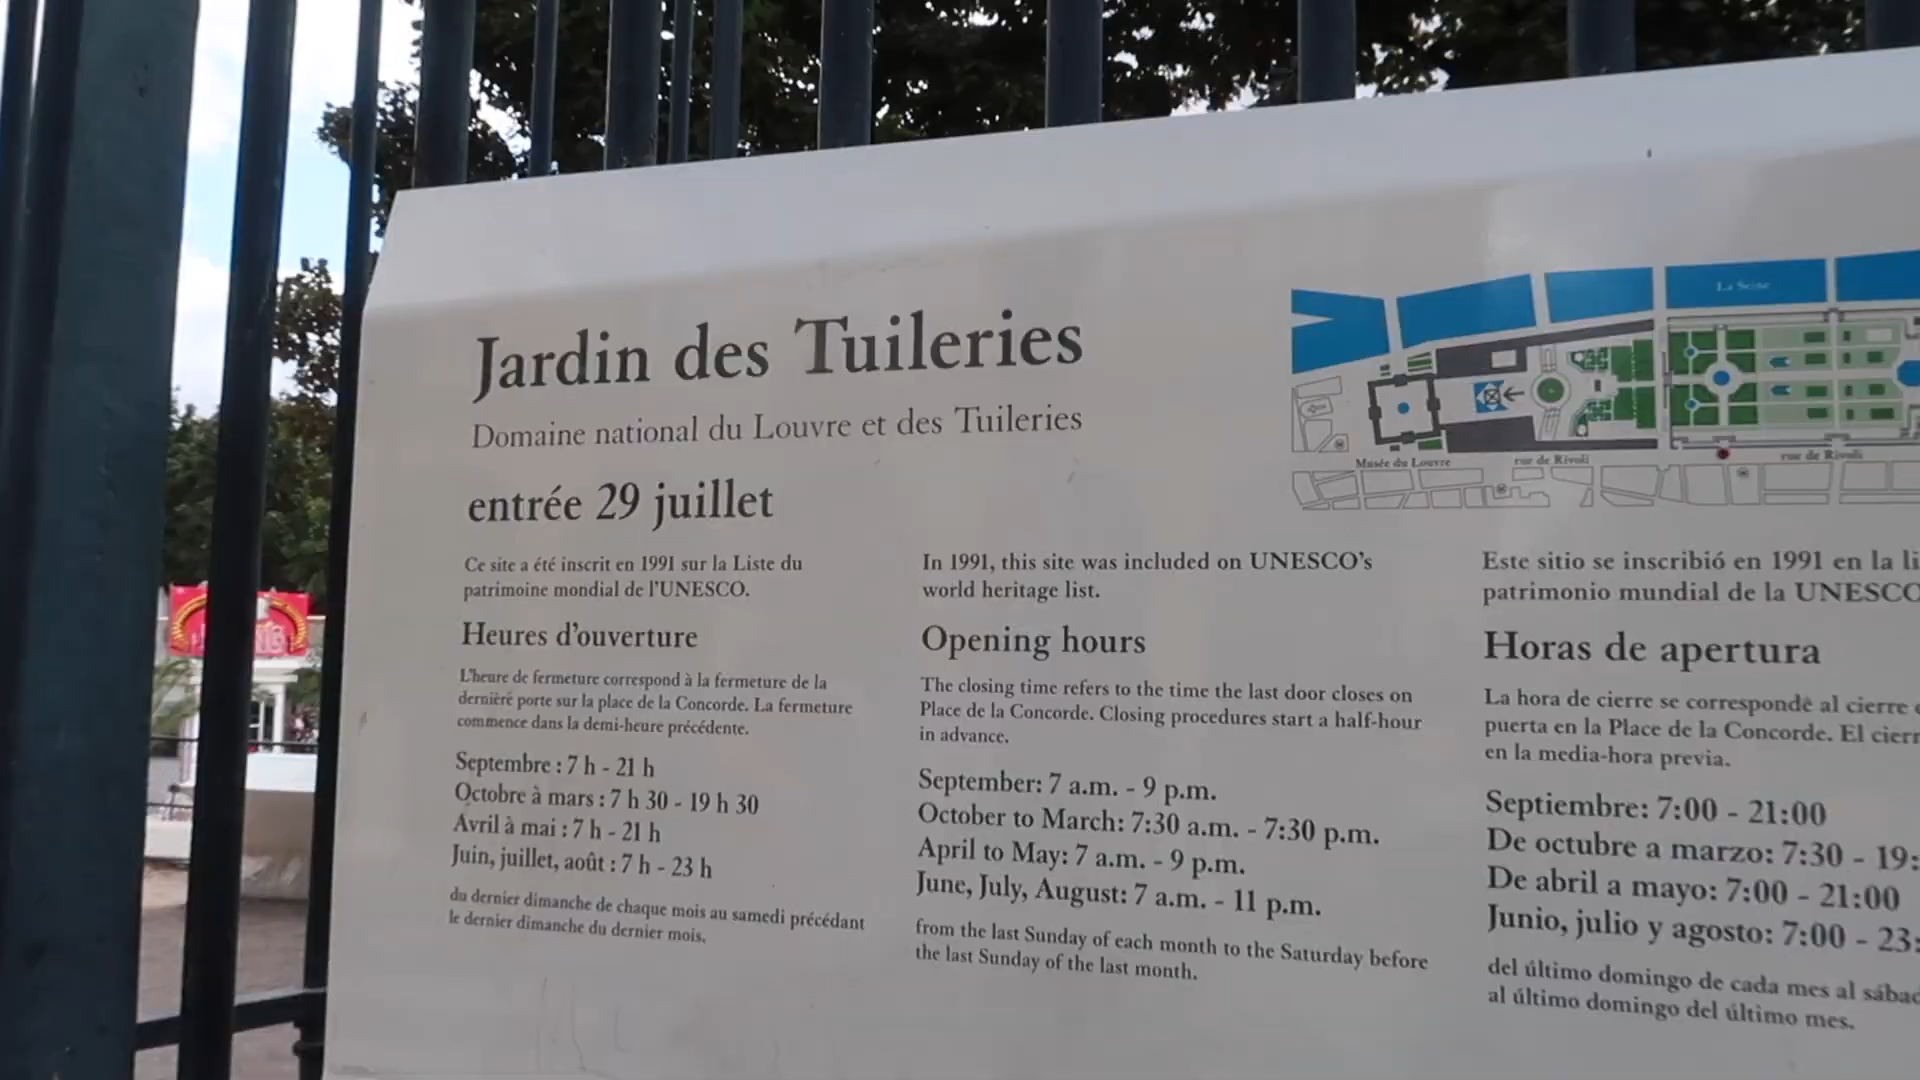 Jardin des Tuileries
Domaine national du Louvre et des Tuileries
entrée 29 juillet
Ce site a été inscrit en 1991 sur la Liste du
patrimoine mondial de l'UNESCO.
Heures d'ouverture
L'heure de fermeture correspond à la fermeture de la
dernière porte sur la place de la Concorde. La fermeture
commence dans la demi-heure précédente.
Septembre : 7 h - 21 h
Octobre à mars : 7 h 30 - 19 h 30
Avril à mai : 7 h - 21 h
Juin, juillet, août : 7 h - 23 h
du dernier dimanche de chaque mois au samedi précédant
le dernier dimanche du dernier mois.
In 1991, this site was included on UNESCO's
world heritage list.
Opening hours
The closing time refers to the time the last door closes on
Place de la Concorde. Closing procedures start a half-hour
in advance.
September: 7 a.m. - 9 p.m.
October to March: 7:30 a.m. - 7:30 p.m.
April to May: 7 a.m. - 9 p.m.
June, July, August: 7 a.m. - 11 p.m.
from the last Sunday of each month to the Saturday before
the last Sunday of the last month.
La Seine
Musée du Louvre
rue de Rivoli
rue de Rivoli
Este sitio se inscribió en 1991 en la
patrimonio mundial de la UNESCO
Horas de apertura
La hora de cierre se corresponde al cierre
puerta en la Place de la Concorde. El
en la media-hora previa.
Septiembre: 7:00 - 21:00
De octubre a marzo: 7:30 - 19:
De abril a mayo: 7:00 - 21:00
Junio, julio y agosto: 7:00 - 23:
del último domingo de cada mes al
al último domingo del último mes.